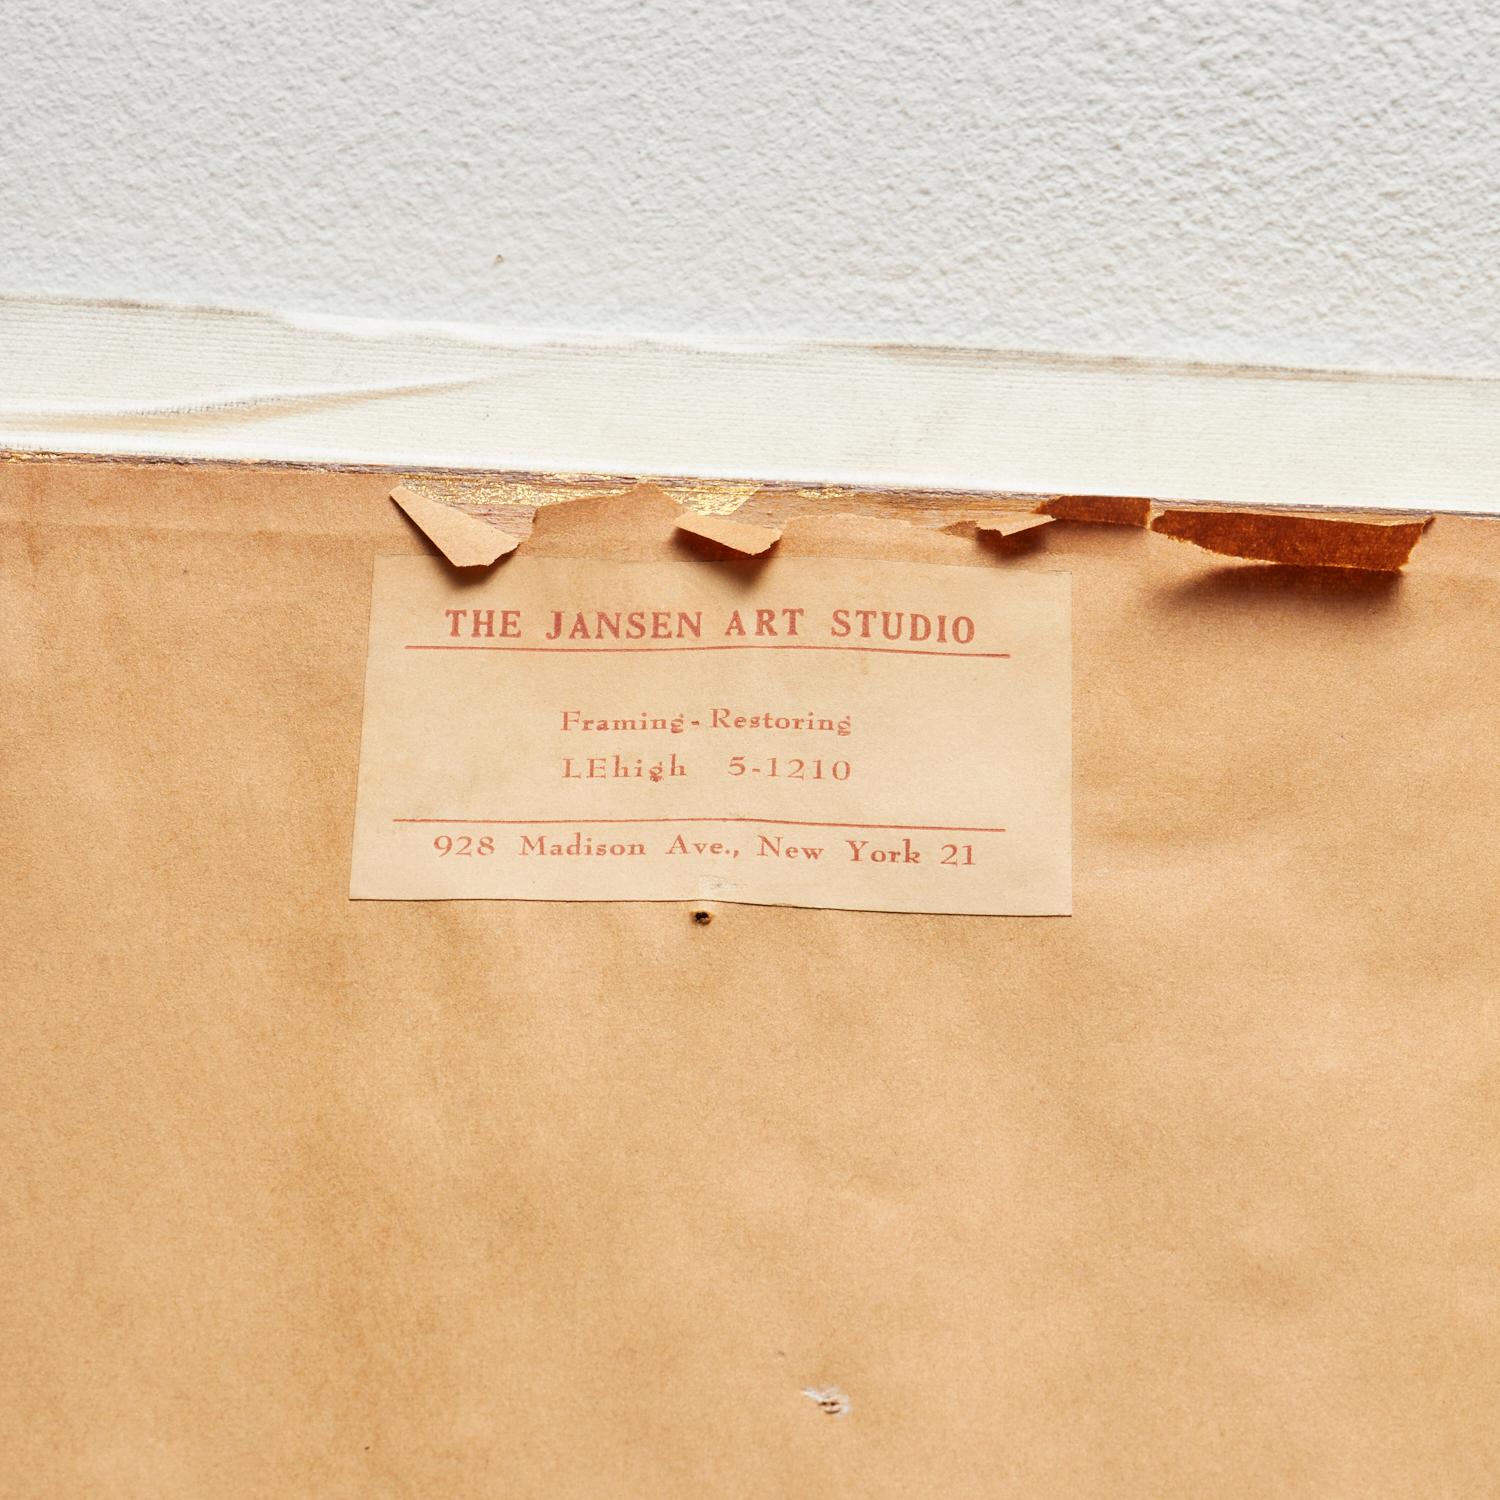 THE JANSEN ART STUDIO
Framing - Restoring
LEhigh 5-1210
928 Madison Ave., New York 21